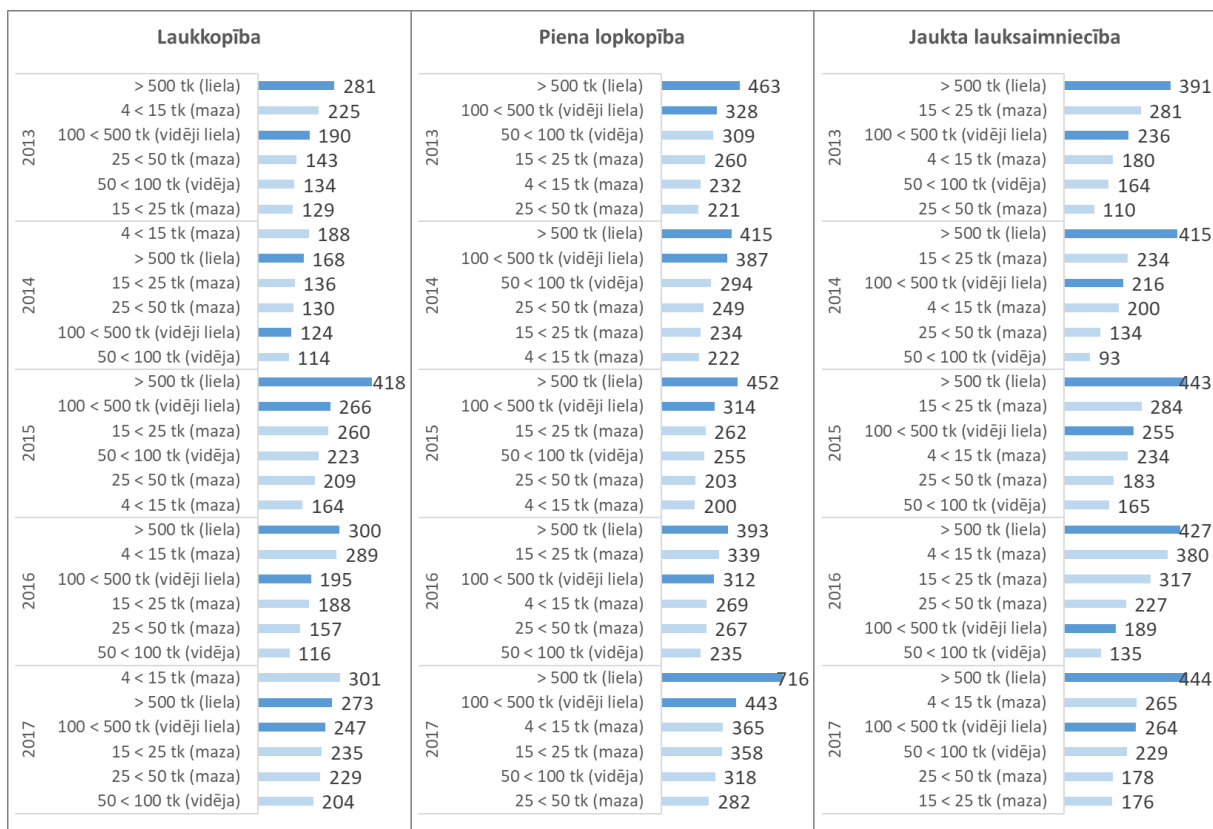 Laukkopība
2013
> 500 tk (liela) 281
4 < 15 tk (maza) 225
100 < 500 tk (vidēji liela) 190
25 < 50 tk (maza) 143
50 < 100 tk (vidēja) 134
15 < 25 tk (maza) 129
2014
4 < 15 tk (maza) 188
> 500 tk (liela) 168
15 < 25 tk (maza) 136
25 < 50 tk (maza) 130
100 < 500 tk (vidēji liela) 124
50 < 100 tk (vidēja) 114
2015
> 500 tk (liela) 418
100 < 500 tk (vidēji liela) 266
15 < 25 tk (maza) 260
50 < 100 tk (vidēja) 223
25 < 50 tk (maza) 209
4 < 15 tk (maza) 164
2016
> 500 tk (liela) 300
4 < 15 tk (maza) 289
100 < 500 tk (vidēji liela) 195
15 < 25 tk (maza) 188
25 < 50 tk (maza) 157
50 < 100 tk (vidēja) 116
2017
4 < 15 tk (maza) 301
> 500 tk (liela) 273
100 < 500 tk (vidēji liela) 247
15 < 25 tk (maza) 235
25 < 50 tk (maza) 229
50 < 100 tk (vidēja) 204
Piena lopkopība
2013
> 500 tk (liela) 463
100 < 500 tk (vidēji liela) 328
50 < 100 tk (vidēja) 309
15 < 25 tk (maza) 260
4 < 15 tk (maza) 232
25 < 50 tk (maza) 221
2014
> 500 tk (liela) 415
100 < 500 tk (vidēji liela) 387
50 < 100 tk (vidēja) 294
25 < 50 tk (maza) 249
15 < 25 tk (maza) 234
4 < 15 tk (maza) 222
2015
> 500 tk (liela) 452
100 < 500 tk (vidēji liela) 314
15 < 25 tk (maza) 262
50 < 100 tk (vidēja) 255
25 < 50 tk (maza) 203
4 < 15 tk (maza) 200
2016
> 500 tk (liela) 393
15 < 25 tk (maza) 339
100 < 500 tk (vidēji liela) 312
4 < 15 tk (maza) 269
25 < 50 tk (maza) 267
50 < 100 tk (vidēja) 235
2017
> 500 tk (liela) 716
100 < 500 tk (vidēji liela) 443
4 < 15 tk (maza) 365
15 < 25 tk (maza) 358
50 < 100 tk (vidēja) 318
25 < 50 tk (maza) 282
Jaukta lauksaimniecība
2013
> 500 tk (liela) 391
15 < 25 tk (maza) 281
100 < 500 tk (vidēji liela) 236
4 < 15 tk (maza) 180
50 < 100 tk (vidēja) 164
25 < 50 tk (maza) 110
2014
> 500 tk (liela) 415
15 < 25 tk (maza) 234
100 < 500 tk (vidēji liela) 216
4 < 15 tk (maza) 200
25 < 50 tk (maza) 134
50 < 100 tk (vidēja) 93
2015
> 500 tk (liela) 443
15 < 25 tk (maza) 284
100 < 500 tk (vidēji liela) 255
4 < 15 tk (maza) 234
25 < 50 tk (maza) 183
50 < 100 tk (vidēja) 165
2016
> 500 tk (liela) 427
4 < 15 tk (maza) 380
15 < 25 tk (maza) 317
25 < 50 tk (maza) 227
100 < 500 tk (vidēji liela) 189
50 < 100 tk (vidēja) 135
2017
> 500 tk (liela) 444
4 < 15 tk (maza) 265
100 < 500 tk (vidēji liela) 264
50 < 100 tk (vidēja) 229
25 < 50 tk (maza) 178
15 < 25 tk (maza) 176